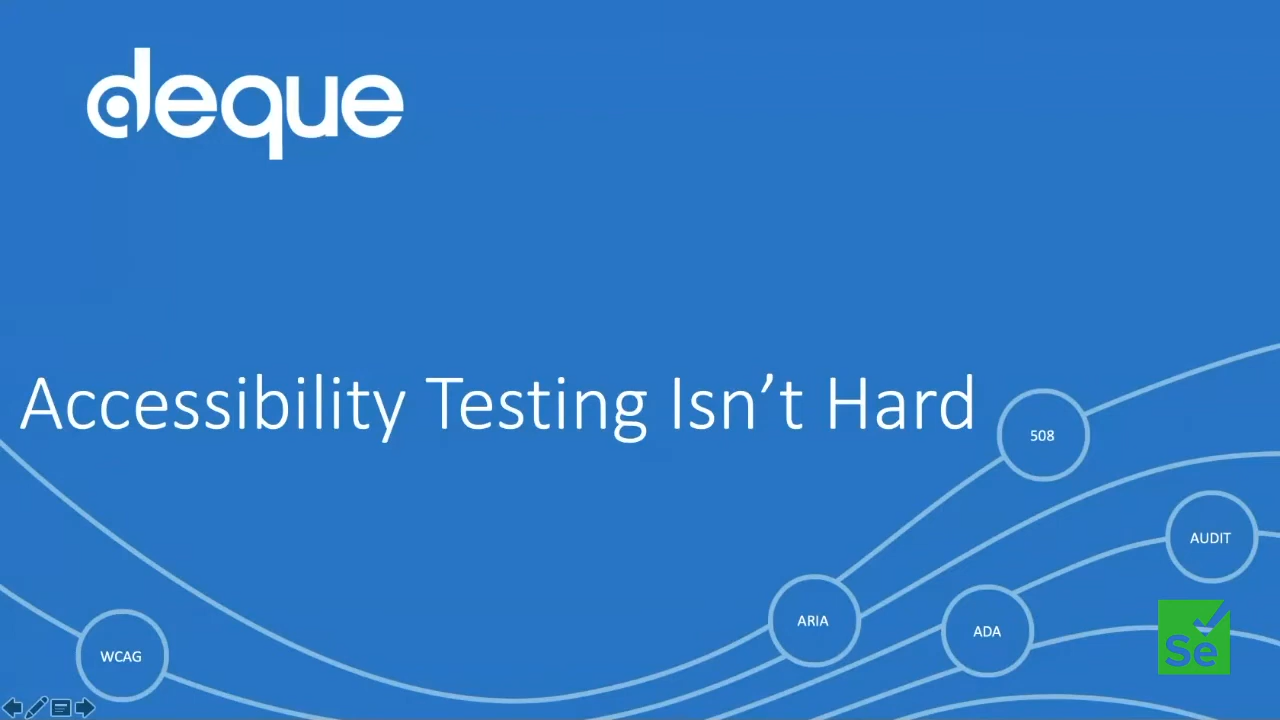 deque
Accessibility Testing Isn’t Hard
508
AUDIT
ARIA
ADA
WCAG
Se